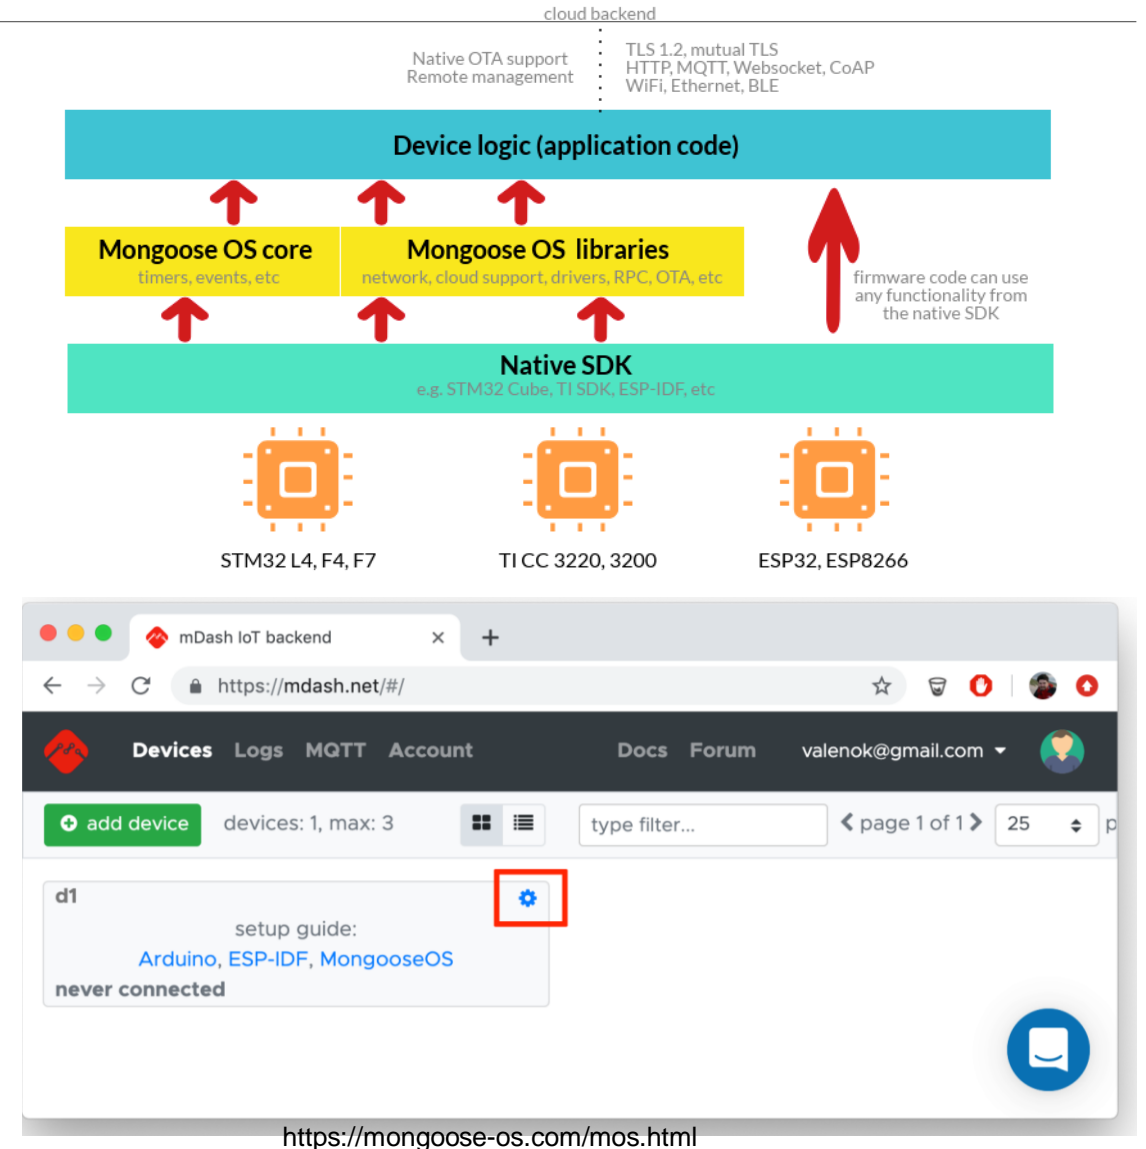 cloud backend
Native OTA support
Remote management
TLS 1.2, mutual TLS
HTTP, MQTT, Websocket, CoAP
WiFi, Ethernet, BLE
Device logic (application code)
Mongoose OS core
timers, events, etc
Mongoose OS libraries
network, cloud support, drivers, RPC, OTA, etc
firmware code can use
any functionality from
the native SDK
Native SDK
e.g. STM32 Cube, TI SDK, ESP-IDF, etc
STM32 L4, F4, F7
TI CC 3220, 3200
ESP32, ESP8266
mDash IoT backend
https://mdash.net/#/
Devices Logs MQTT Account Docs Forum valenok@gmail.com
add device devices: 1, max: 3 type filter... page 1 of 1 25 p
d1
setup guide:
Arduino, ESP-IDF, MongooseOS
never connected
https://mongoose-os.com/mos.html